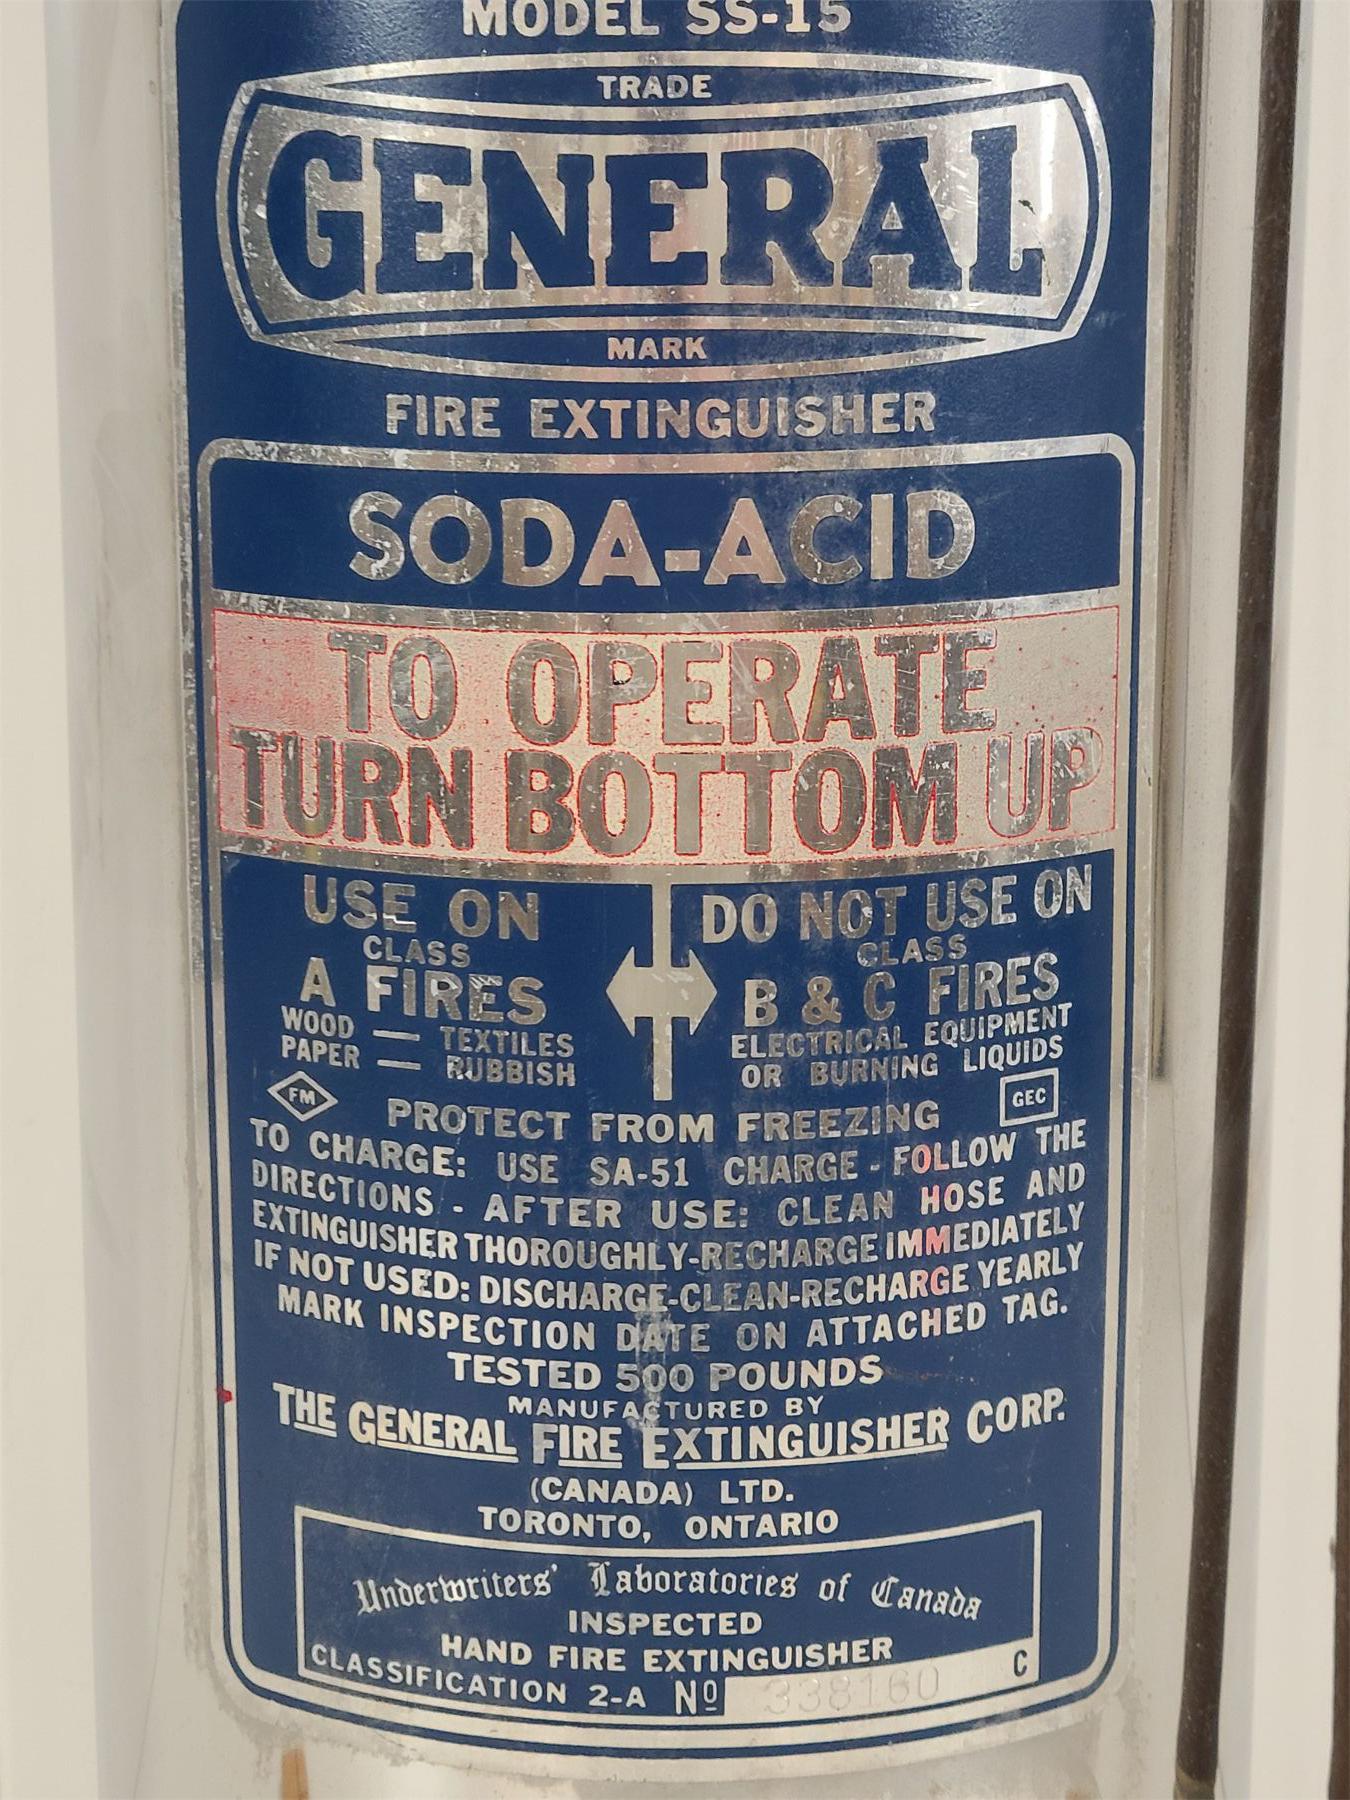 MODEL SS-15
TRADE
GENERAL
MARK
FIRE EXTINGUISHER
SODA-ACID
TO OPERATE
TURN BOTTOM UP
USE ON
CLASS
A FIRES
WOOD — TEXTILES
PAPER — RUBBISH
DO NOT USE ON
CLASS
B & C FIRES
ELECTRICAL EQUIPMENT
OR BURNING LIQUIDS
FM
GEC
PROTECT FROM FREEZING
TO CHARGE: USE SA-51 CHARGE - FOLLOW THE
DIRECTIONS - AFTER USE: CLEAN HOSE AND
EXTINGUISHER THOROUGHLY-RECHARGE IMMEDIATELY
IF NOT USED: DISCHARGE-CLEAN-RECHARGE YEARLY
MARK INSPECTION DATE ON ATTACHED TAG.
TESTED 500 POUNDS
MANUFACTURED BY
THE GENERAL FIRE EXTINGUISHER CORP.
(CANADA) LTD.
TORONTO, ONTARIO
Underwriters' Laboratories of Canada
INSPECTED
HAND FIRE EXTINGUISHER
CLASSIFICATION 2-A Nº 338160 C